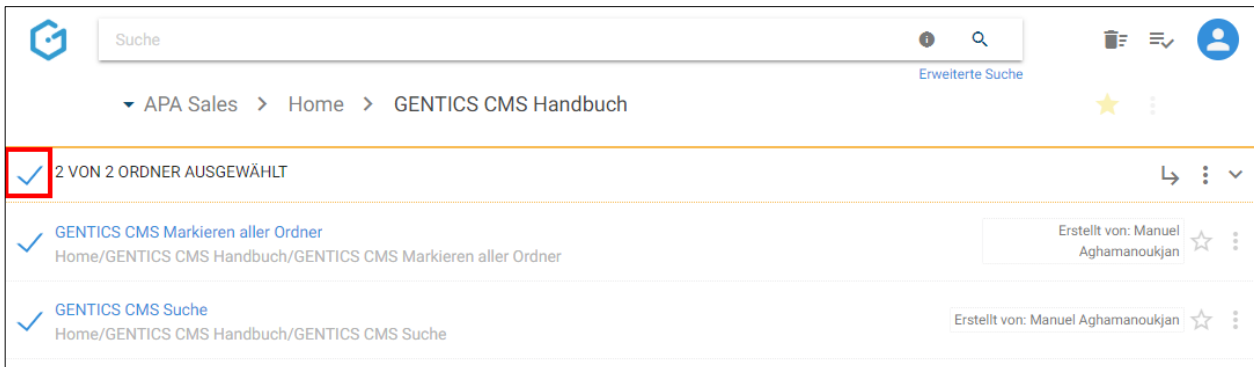 Suche
Erweiterte Suche
APA Sales > Home > GENTICS CMS Handbuch
2 VON 2 ORDNER AUSGEWÄHLT
GENTICS CMS Markieren aller Ordner
Home/GENTICS CMS Handbuch/GENTICS CMS Markieren aller Ordner
Erstellt von: Manuel
Aghamanoukjan
GENTICS CMS Suche
Home/GENTICS CMS Handbuch/GENTICS CMS Suche
Erstellt von: Manuel Aghamanoukjan